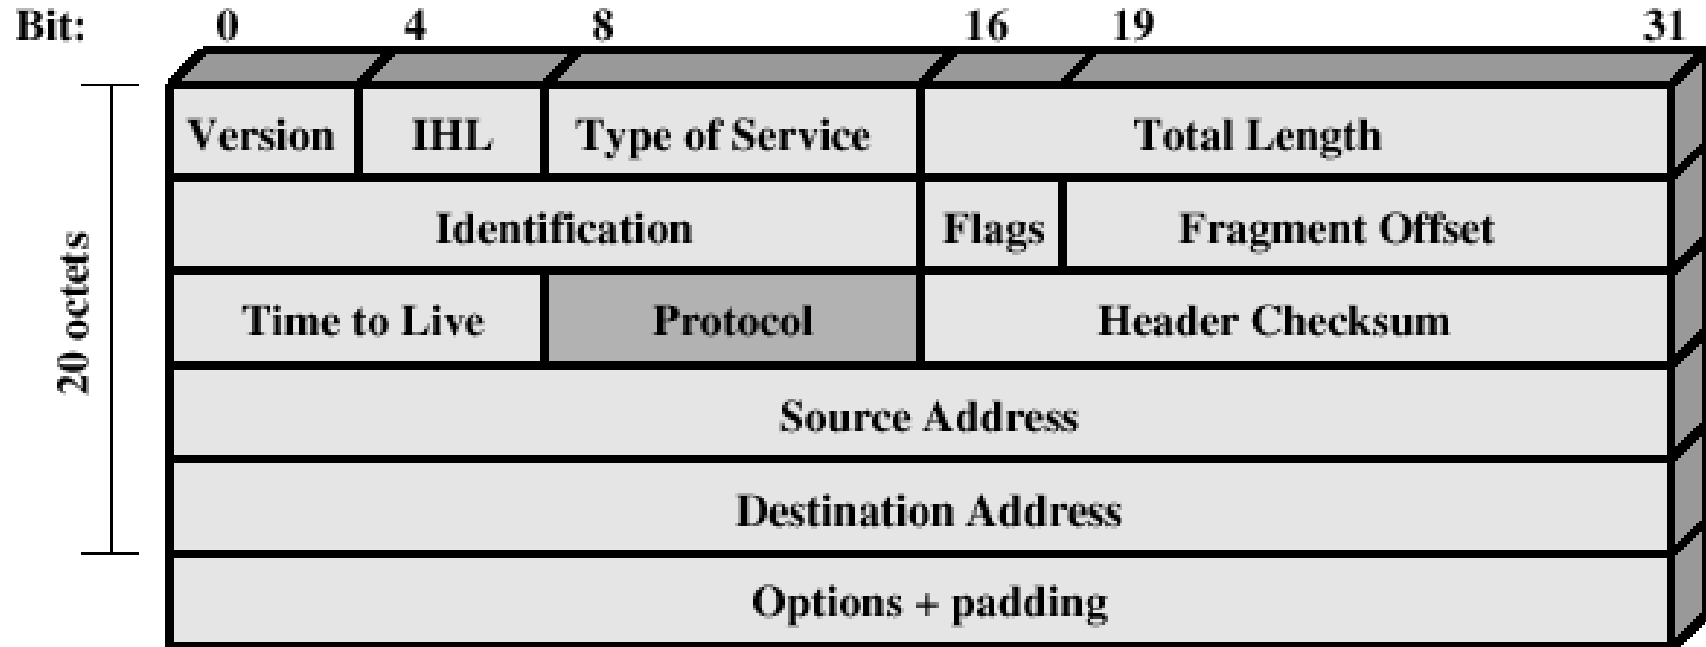 Bit: 0 4 8 16 19 31
Version IHL Type of Service Total Length
Identification Flags Fragment Offset
Time to Live Protocol Header Checksum
Source Address
Destination Address
Options + padding
20 octets